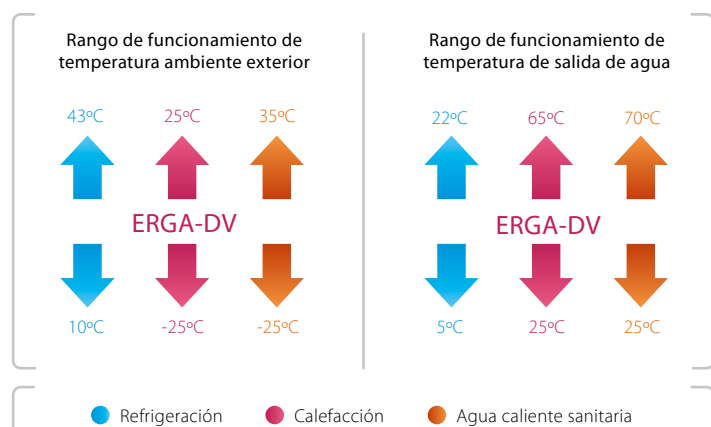 Rango de funcionamiento de
temperatura ambiente exterior
43ºC 25ºC 35ºC
ERGA-DV
10ºC -25ºC -25ºC
Rango de funcionamiento de
temperatura de salida de agua
22ºC 65ºC 70ºC
ERGA-DV
5ºC 25ºC 25ºC
Refrigeración Calefacción Agua caliente sanitaria